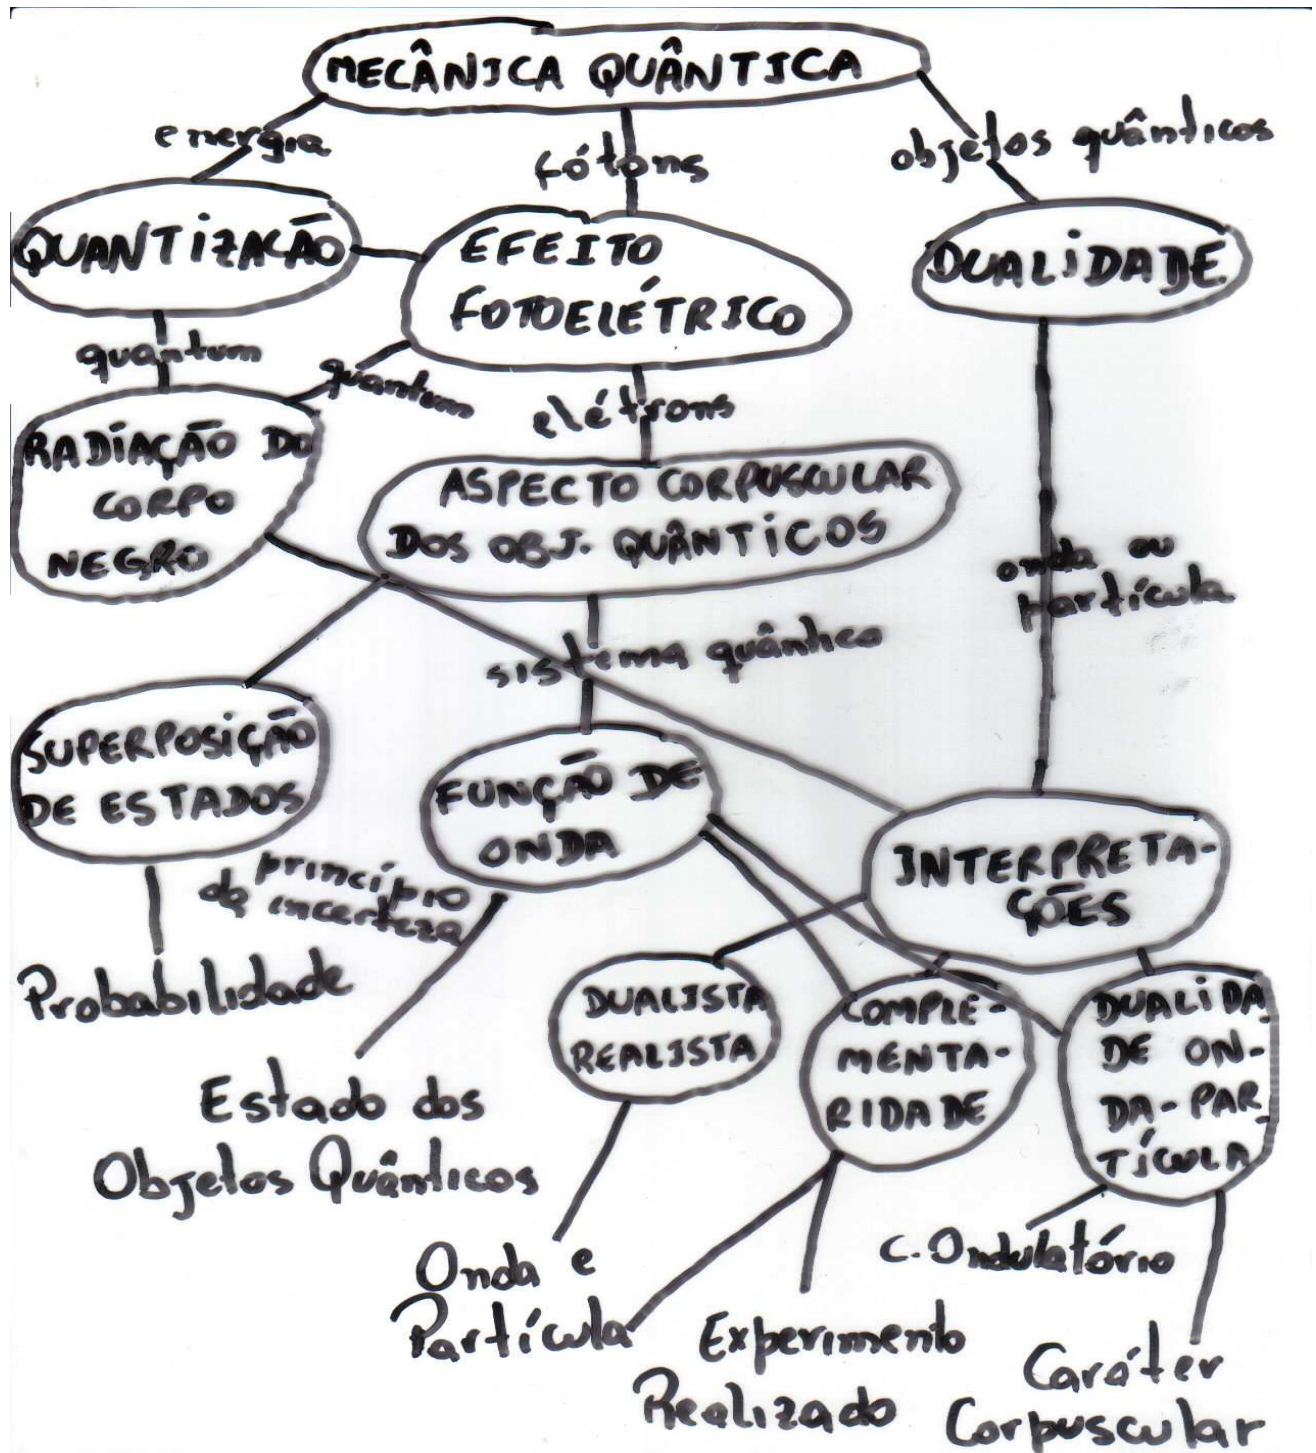 MECÂNICA QUÂNTICA
energia
fótons
objetos quânticos
QUANTIZAÇÃO
EFEITO
FOTOELÉTRICO
DUALIDADE
quantum
quantum
elétrons
RADIAÇÃO DO
CORPO
NEGRO
ASPECTO CORPUSCULAR
DOS OBJ. QUÂNTICOS
onda ou
partícula
sistema quântico
SUPERPOSIÇÃO
DE ESTADOS
FUNÇÃO DE
ONDA
INTERPRETA-
ÇÕES
princípio
da incerteza
Probabilidade
DUALISTA
REALISTA
COMPLE-
MENTA-
RIDADE
DUALIDA
DE ON-
DA-PAR-
TÍCULA
Estado dos
Objetos Quânticos
Onda e
Partícula
Experimento
Realizado
C. Ondulatório
Caráter
Corpuscular